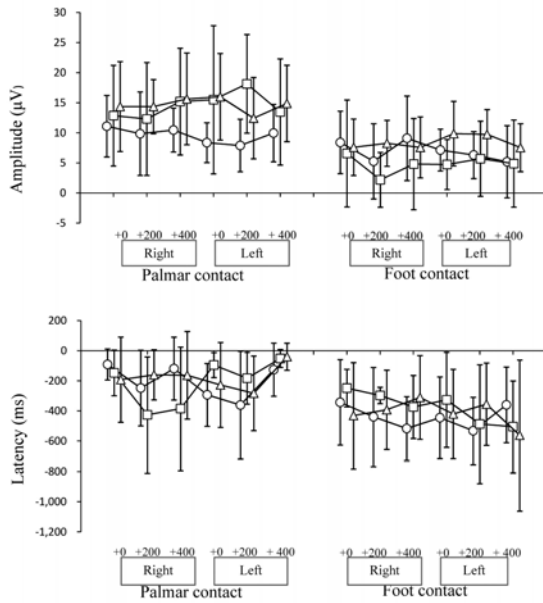 30
25
20
15
10
5
0
-5
Amplitude (μV)
+0 +200 +400 +0 +200 +400 +0 +200 +400 +0 +200 +400
Right Left Right Left
Palmar contact Foot contact
200
0
-200
-400
-600
-800
-1,000
-1,200
Latency (ms)
+0 +200 +400 +0 +200 + 400 +0 +200 +400 +0 +200 +400
Right Left Right Left
Palmar contact Foot contact